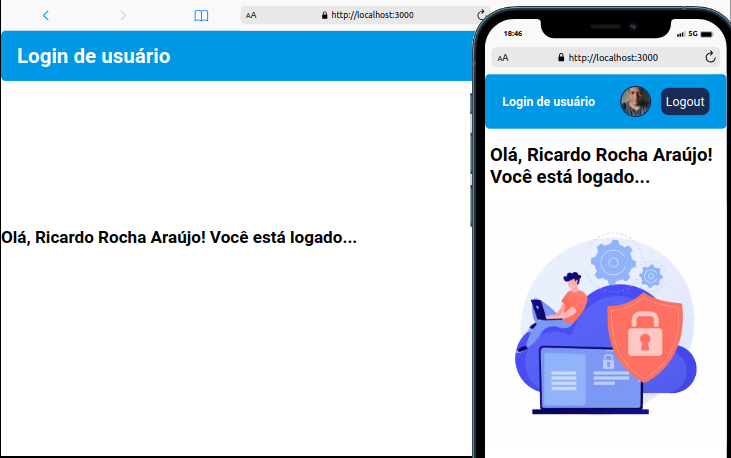 AA http://localhost:3000
Login de usuário
Olá, Ricardo Rocha Araújo! Você está logado...
18:46 5G
AA http://localhost:3000
Login de usuário Logout
Olá, Ricardo Rocha Araújo!
Você está logado...